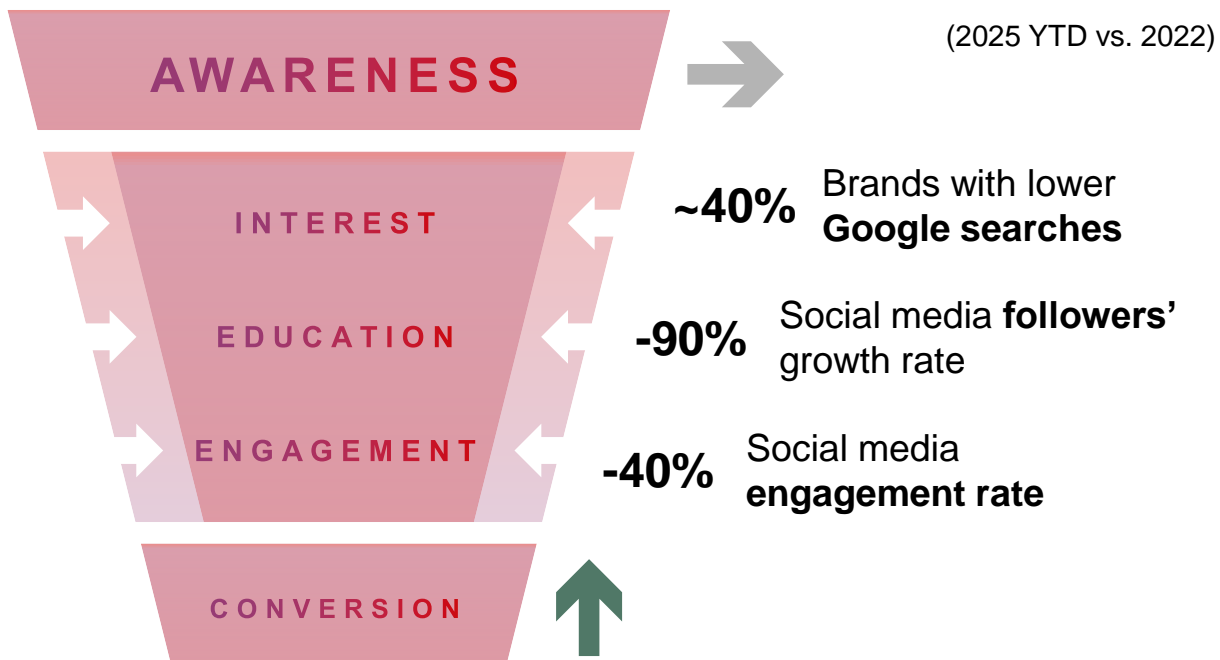 (2025 YTD vs. 2022)
AWARENESS
INTEREST
~40%
Brands with lower
Google searches
EDUCATION
-90%
Social media followers’
growth rate
ENGAGEMENT
-40%
Social media
engagement rate
CONVERSION